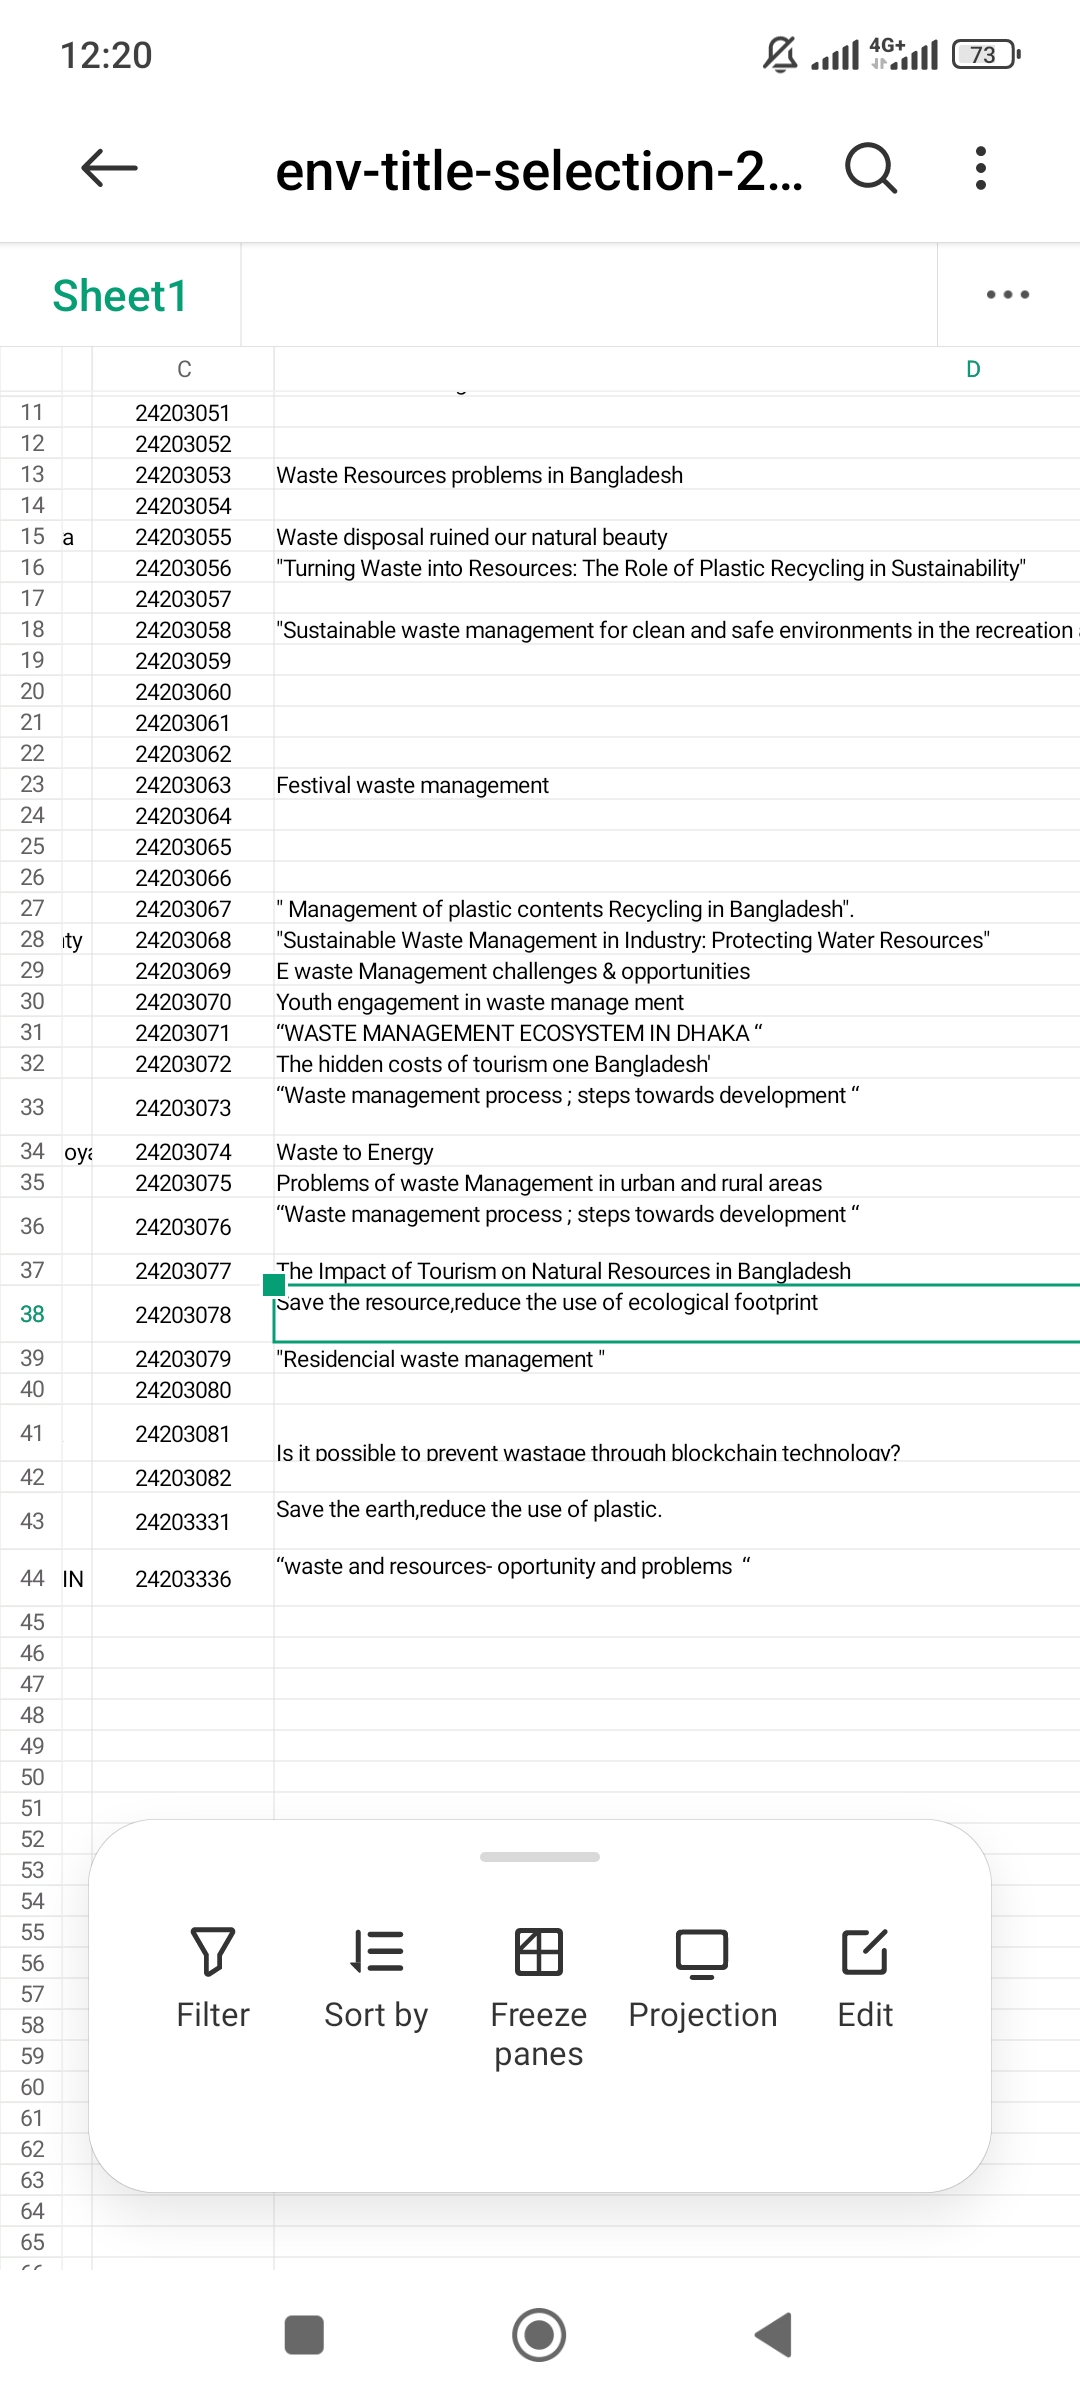 12:20
4G+
73
env-title-selection-2...
Sheet1
C D
11 24203051
12 24203052
13 24203053 Waste Resources problems in Bangladesh
14 24203054
15 a 24203055 Waste disposal ruined our natural beauty
16 24203056 "Turning Waste into Resources: The Role of Plastic Recycling in Sustainability"
17 24203057
18 24203058 "Sustainable waste management for clean and safe environments in the recreation
19 24203059
20 24203060
21 24203061
22 24203062
23 24203063 Festival waste management
24 24203064
25 24203065
26 24203066
27 24203067 " Management of plastic contents Recycling in Bangladesh".
28 ity 24203068 "Sustainable Waste Management in Industry: Protecting Water Resources"
29 24203069 E waste Management challenges & opportunities
30 24203070 Youth engagement in waste manage ment
31 24203071 “WASTE MANAGEMENT ECOSYSTEM IN DHAKA “
32 24203072 The hidden costs of tourism one Bangladesh'
33 24203073 “Waste management process ; steps towards development “
34 oya 24203074 Waste to Energy
35 24203075 Problems of waste Management in urban and rural areas
36 24203076 “Waste management process ; steps towards development “
37 24203077 The Impact of Tourism on Natural Resources in Bangladesh
38 24203078 Save the resource,reduce the use of ecological footprint
39 24203079 "Residencial waste management "
40 24203080
41 24203081 Is it possible to prevent wastage through blockchain technology?
42 24203082
43 24203331 Save the earth,reduce the use of plastic.
44 IN 24203336 “waste and resources- oportunity and problems “
45
46
47
48
49
50
51
52
53
54
55
56
57
58
59
60
61
62
63
64
65
Filter Sort by Freeze panes Projection Edit